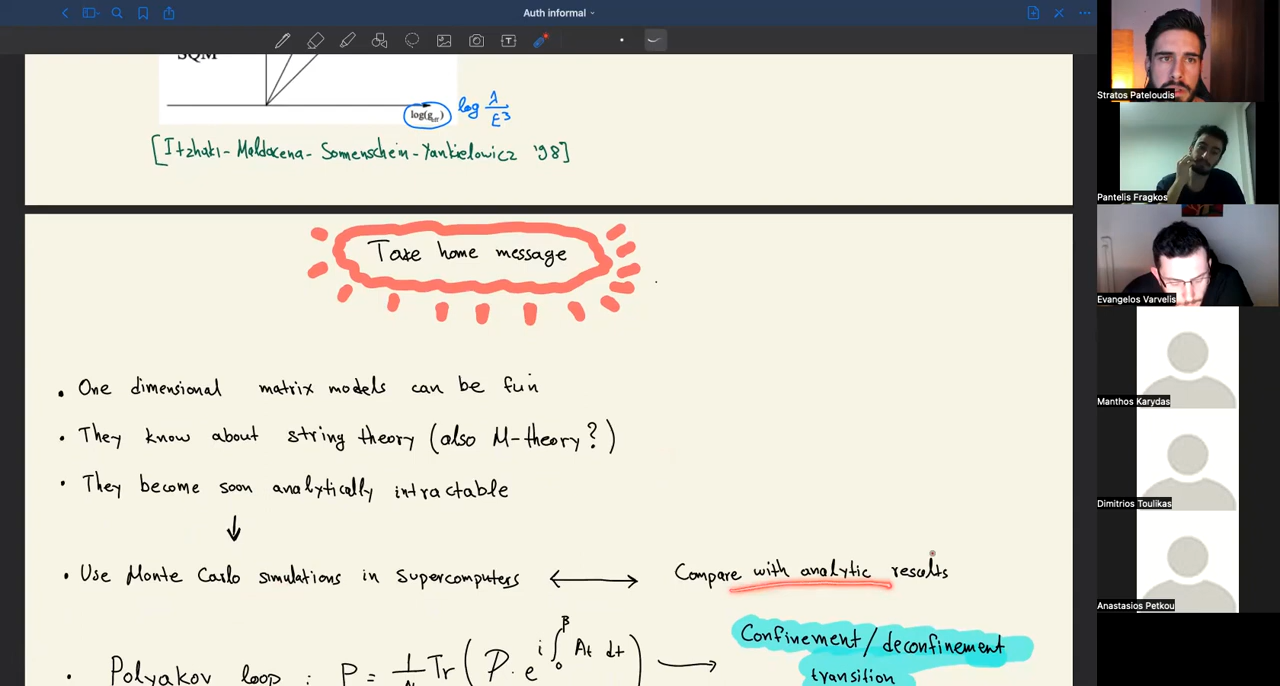 Auth informal
SQM
log(g_eff) log λ/E³
[Itzhaki-Maldacena-Sonnenschein-Yankielowicz '98]
Take home message
• One dimensional matrix models can be fun
• They know about string theory (also M-theory?)
• They become soon analytically intractable
↓
• Use Monte Carlo simulations in supercomputers ⟷ Compare with analytic results
• Polyakov loop : P = 1/N Tr (P. e^{i∫₀^β A_t dt}) → Confinement/deconfinement
transition
Stratos Pateloudis
Pantelis Fragkos
Evangelos Varvelis
Manthos Karydas
Dimitrios Toulikas
Anastasios Petkou